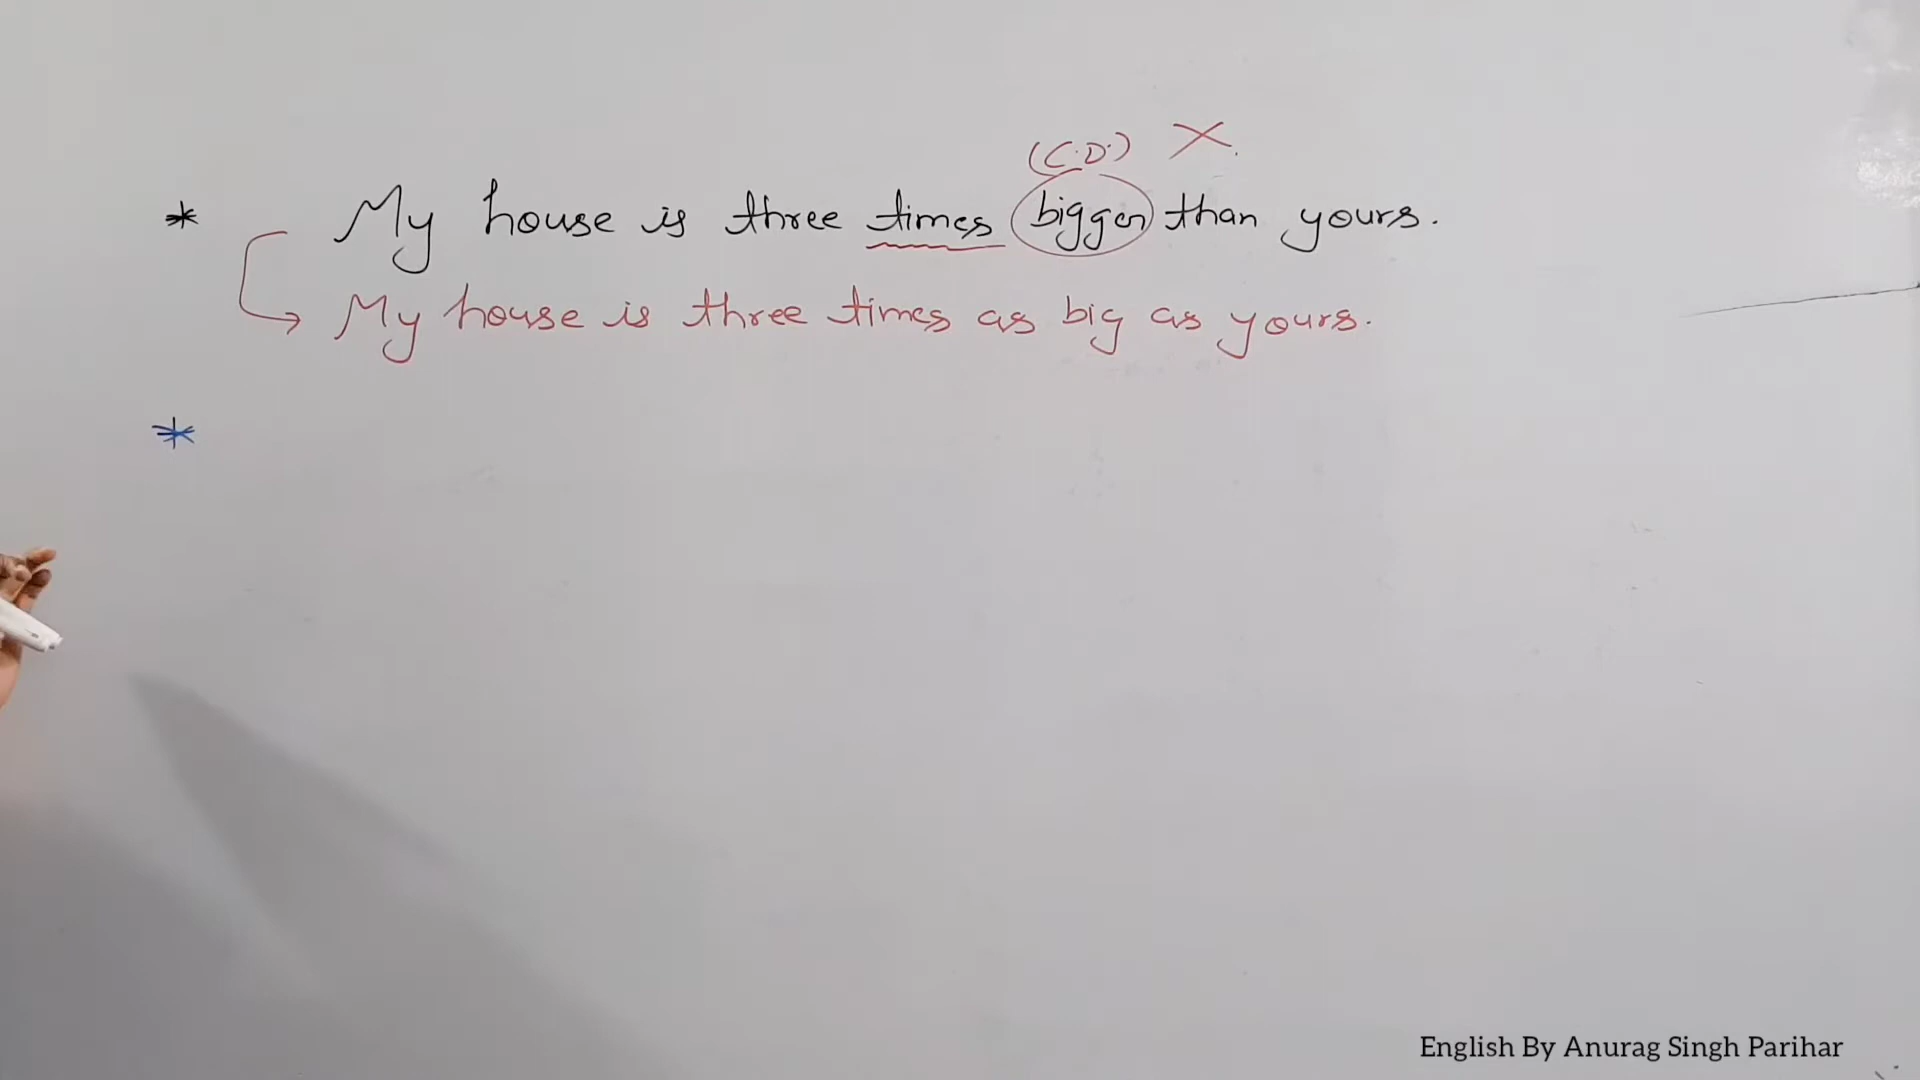 (C.D.) ✗
* My house is three times bigger than yours.
→ My house is three times as big as yours.
*
English By Anurag Singh Parihar